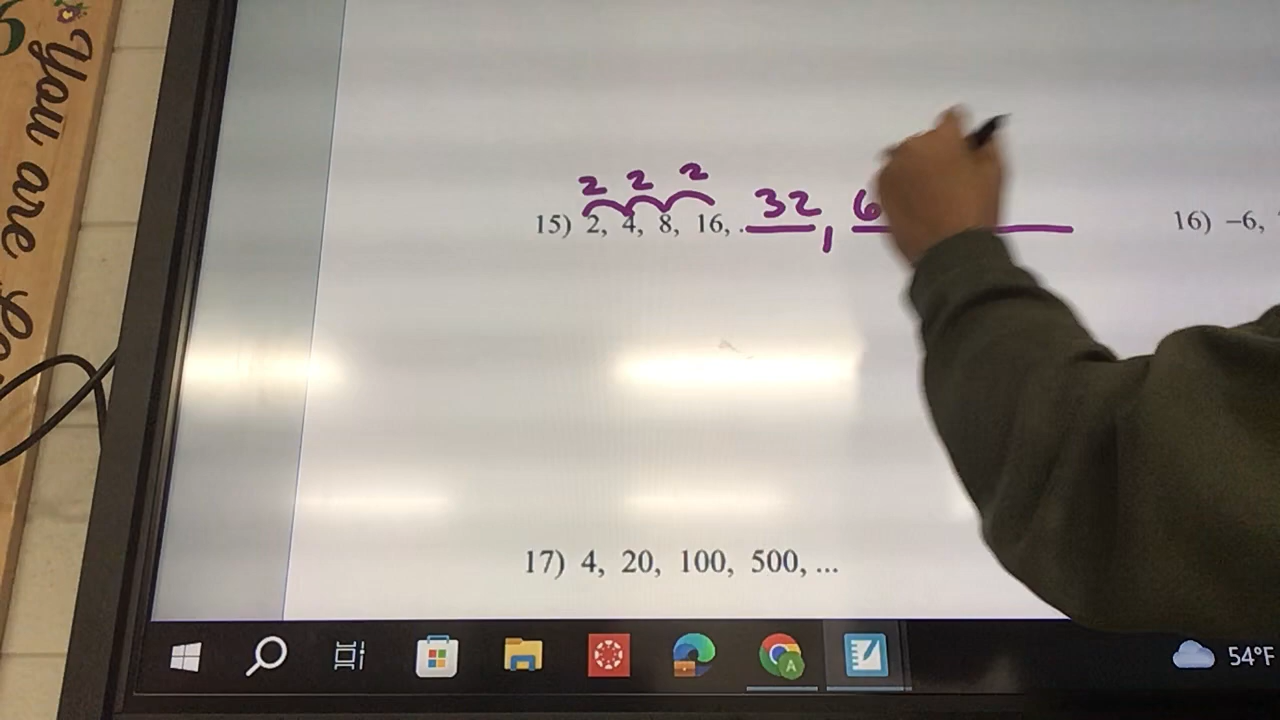 You are
2 2 2
15) 2, 4, 8, 16, . 32, 6
16) −6,
17) 4, 20, 100, 500, ...
A
54°F